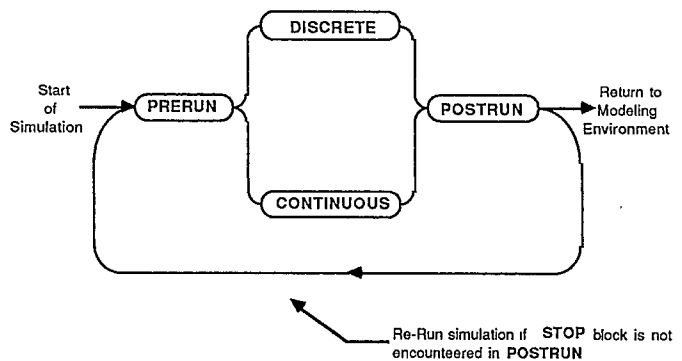 DISCRETE
Start
of
Simulation
PRERUN
POSTRUN
Return to
Modeling
Environment
CONTINUOUS
Re-Run simulation if STOP block is not
encounteered in POSTRUN